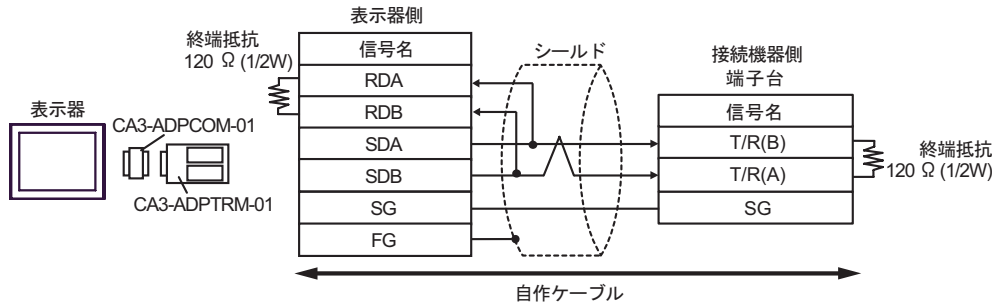 表示器側
終端抵抗
120 Ω (1/2W)
信号名
RDA
RDB
SDA
SDB
SG
FG
シールド
接続機器側
端子台
信号名
T/R(B)
T/R(A)
SG
終端抵抗
120 Ω (1/2W)
表示器
CA3-ADPCOM-01
CA3-ADPTRM-01
自作ケーブル